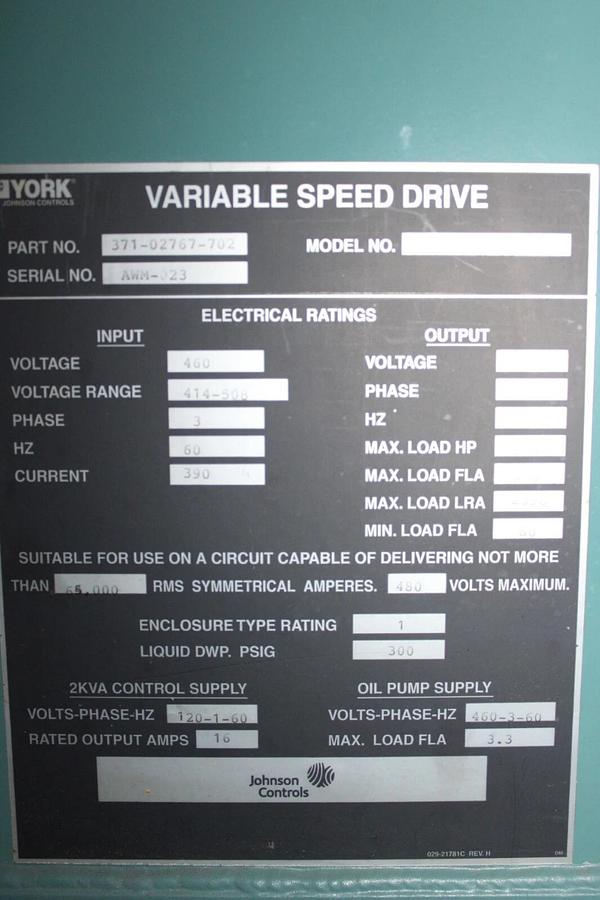 YORK
JOHNSON CONTROLS
VARIABLE SPEED DRIVE
PART NO. 371-02767-702 MODEL NO.
SERIAL NO.
ELECTRICAL RATINGS
INPUT OUTPUT
VOLTAGE 460 VOLTAGE
VOLTAGE RANGE 414-508 PHASE
PHASE 3 HZ
HZ 60 MAX. LOAD HP
CURRENT 390 MAX. LOAD FLA
MAX. LOAD LRA
MIN. LOAD FLA
SUITABLE FOR USE ON A CIRCUIT CAPABLE OF DELIVERING NOT MORE
THAN 65,000 RMS SYMMETRICAL AMPERES. 480 VOLTS MAXIMUM.
ENCLOSURE TYPE RATING 1
LIQUID DWP. PSIG 300
2KVA CONTROL SUPPLY OIL PUMP SUPPLY
VOLTS-PHASE-HZ 120-1-60 VOLTS-PHASE-HZ 460-3-60
RATED OUTPUT AMPS 16 MAX. LOAD FLA 3.3
Johnson
Controls
029-21781C REV. H